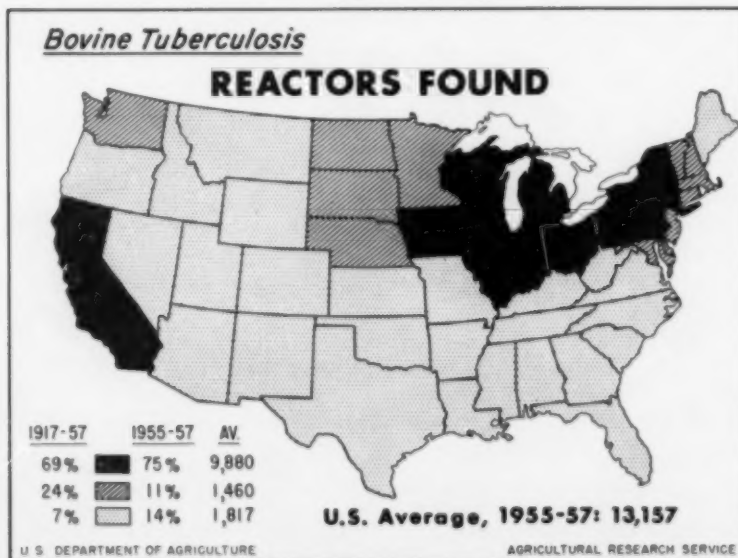 Bovine Tuberculosis
REACTORS FOUND
1917-57 1955-57 AV.
69% 75% 9,880
24% 11% 1,460
7% 14% 1,817
U.S. Average, 1955-57: 13,157
U.S. DEPARTMENT OF AGRICULTURE AGRICULTURAL RESEARCH SERVICE